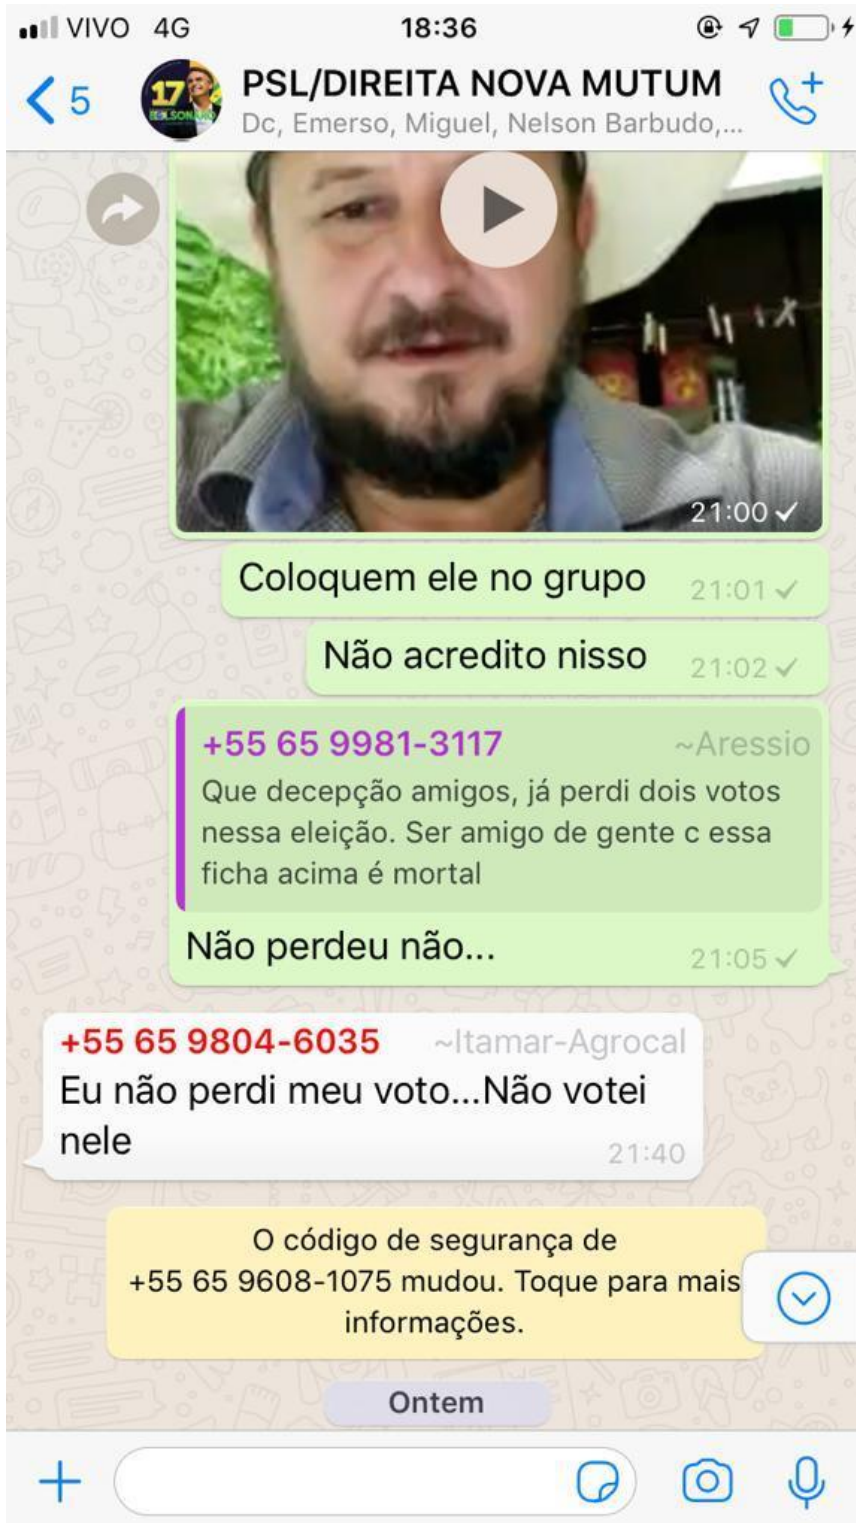 VIVO 4G 18:36
5
17
BOLSONARO
PSL/DIREITA NOVA MUTUM
Dc, Emerso, Miguel, Nelson Barbudo,...
21:00
Coloquem ele no grupo 21:01
Não acredito nisso 21:02
+55 65 9981-3117 ~Aressio
Que decepção amigos, já perdi dois votos
nessa eleição. Ser amigo de gente c essa
ficha acima é mortal
Não perdeu não... 21:05
+55 65 9804-6035 ~Itamar-Agrocal
Eu não perdi meu voto...Não votei
nele 21:40
O código de segurança de
+55 65 9608-1075 mudou. Toque para mais
informações.
Ontem